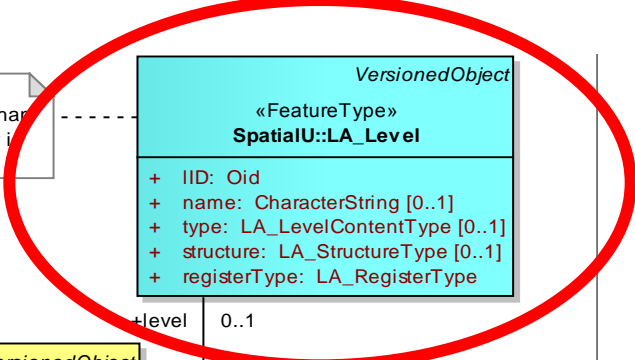 VersionedObject
«FeatureType»
SpatialU::LA_Level
+ lID: Oid
+ name: CharacterString [0..1]
+ type: LA_LevelContentType [0..1]
+ structure: LA_StructureType [0..1]
+ registerType: LA_RegisterType
+level 0..1